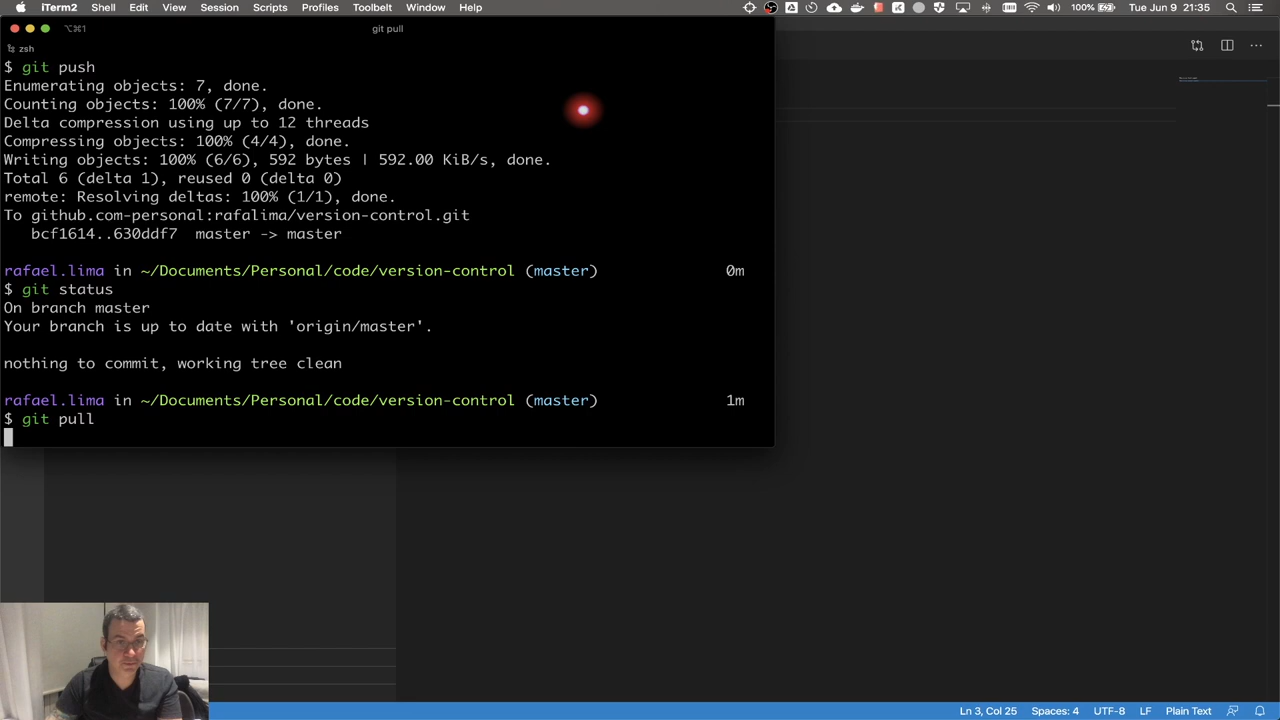 iTerm2 Shell Edit View Session Scripts Profiles Toolbelt Window Help 100% Tue Jun 9 21:35
⌥⌘1 git pull
zsh
$ git push
Enumerating objects: 7, done.
Counting objects: 100% (7/7), done.
Delta compression using up to 12 threads
Compressing objects: 100% (4/4), done.
Writing objects: 100% (6/6), 592 bytes | 592.00 KiB/s, done.
Total 6 (delta 1), reused 0 (delta 0)
remote: Resolving deltas: 100% (1/1), done.
To github.com-personal:rafalima/version-control.git
bcf1614..630ddf7 master -> master
rafael.lima in ~/Documents/Personal/code/version-control (master) 0m
$ git status
On branch master
Your branch is up to date with 'origin/master'.
nothing to commit, working tree clean
rafael.lima in ~/Documents/Personal/code/version-control (master) 1m
$ git pull
Ln 3, Col 25 Spaces: 4 UTF-8 LF Plain Text